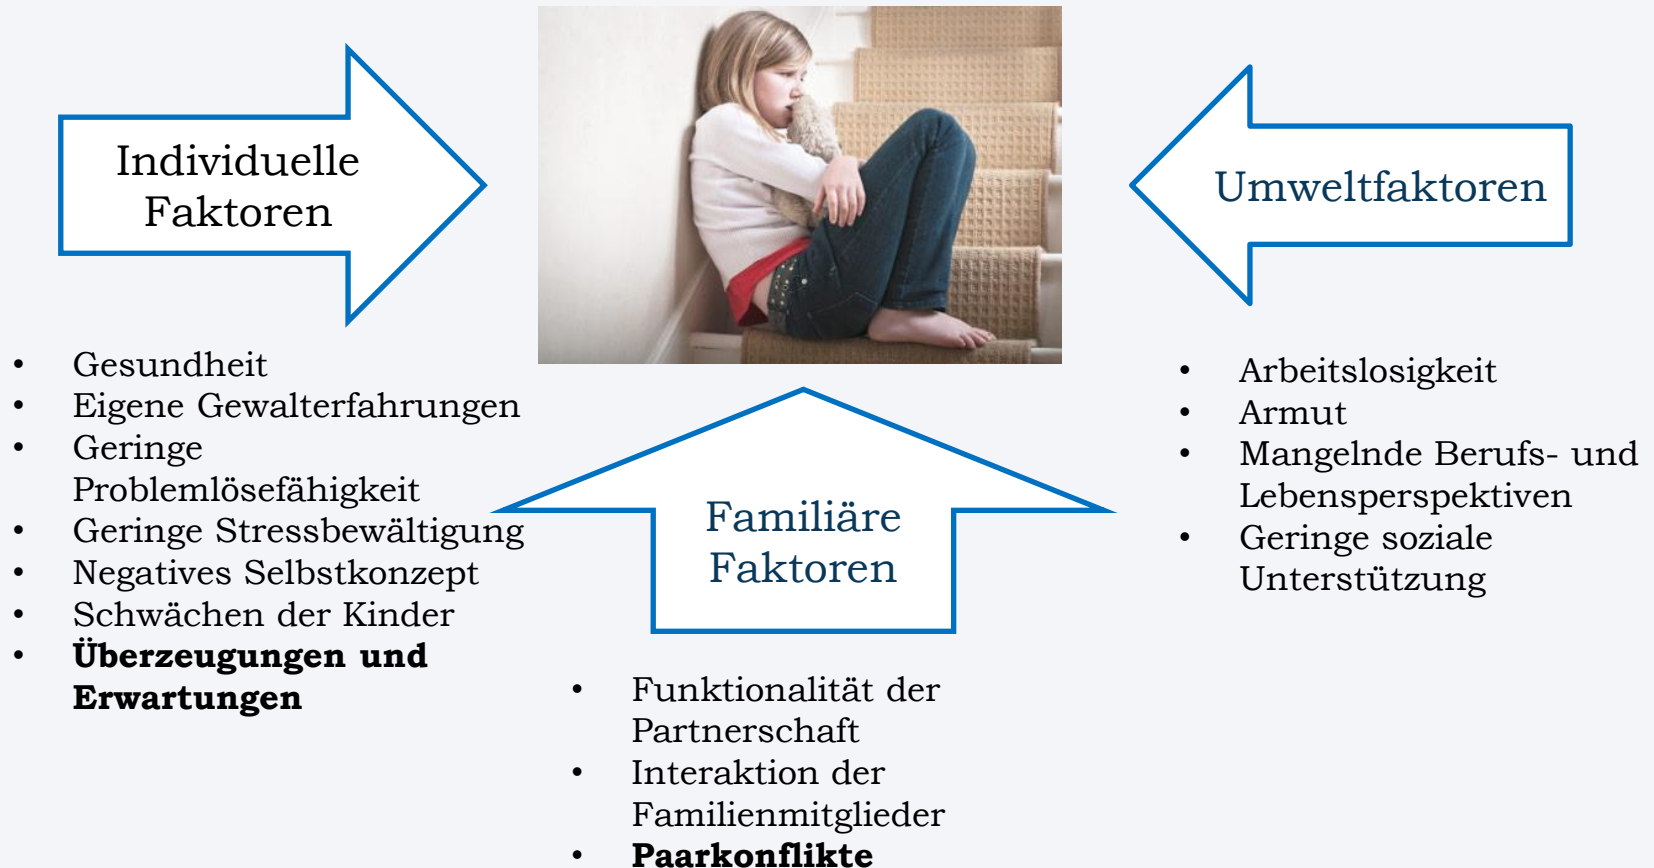 Individuelle
Faktoren
• Gesundheit
• Eigene Gewalterfahrungen
• Geringe
Problemlösefähigkeit
• Geringe Stressbewältigung
• Negatives Selbstkonzept
• Schwächen der Kinder
• Überzeugungen und
Erwartungen
Familiäre
Faktoren
• Funktionalität der
Partnerschaft
• Interaktion der
Familienmitglieder
• Paarkonflikte
Umweltfaktoren
• Arbeitslosigkeit
• Armut
• Mangelnde Berufs- und
Lebensperspektiven
• Geringe soziale
Unterstützung